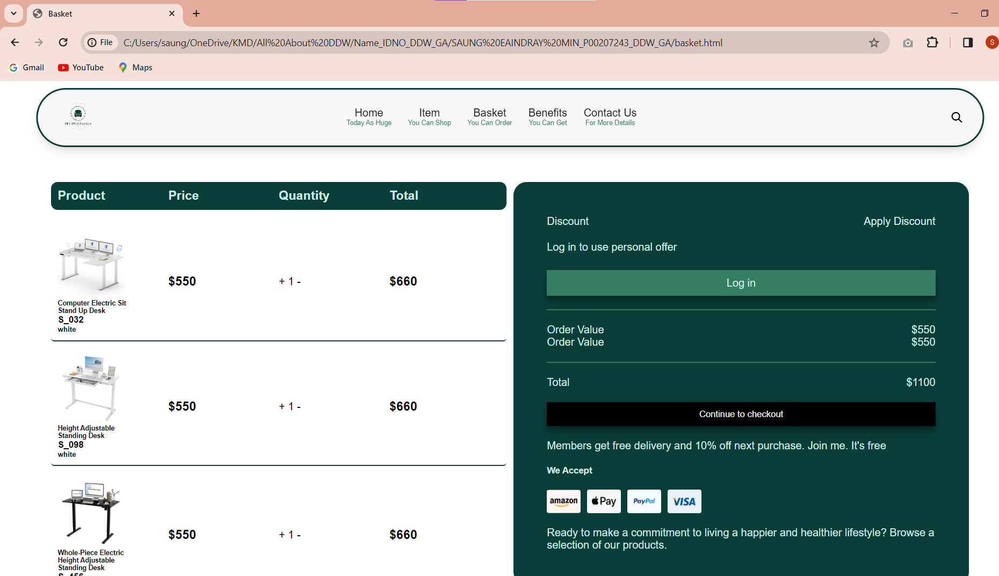 Basket
File
C:/Users/saung/OneDrive/KMD/All%20About%20DDW/Name_IDNO_DDW_GA/SAUNG%20EAINDRAY%20MIN_P00207243_DDW_GA/basket.html
S
Gmail
YouTube
Maps
Ellis Office Furniture
Home
Today As Huge
Item
You Can Shop
Basket
You Can Order
Benefits
You Can Get
Contact Us
For More Details
Product Price Quantity Total
$550 + 1 - $660
Computer Electric Sit
Stand Up Desk
S_032
white
$550 + 1 - $660
Height Adjustable
Standing Desk
S_098
white
$550 + 1 - $660
Whole-Piece Electric
Height Adjustable
Standing Desk
S_456
Discount Apply Discount
Log in to use personal offer
Log in
Order Value $550
Order Value $550
Total $1100
Continue to checkout
Members get free delivery and 10% off next purchase. Join me. It's free
We Accept
amazon Pay PayPal VISA
Ready to make a commitment to living a happier and healthier lifestyle? Browse a
selection of our products.